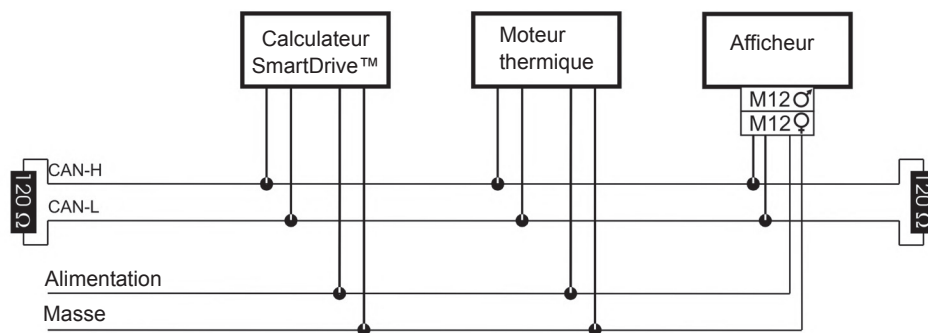 Calculateur
SmartDrive™
Moteur
thermique
Afficheur
M12♂
M12♀
CAN-H
120 Ω
120 Ω
CAN-L
Alimentation
Masse